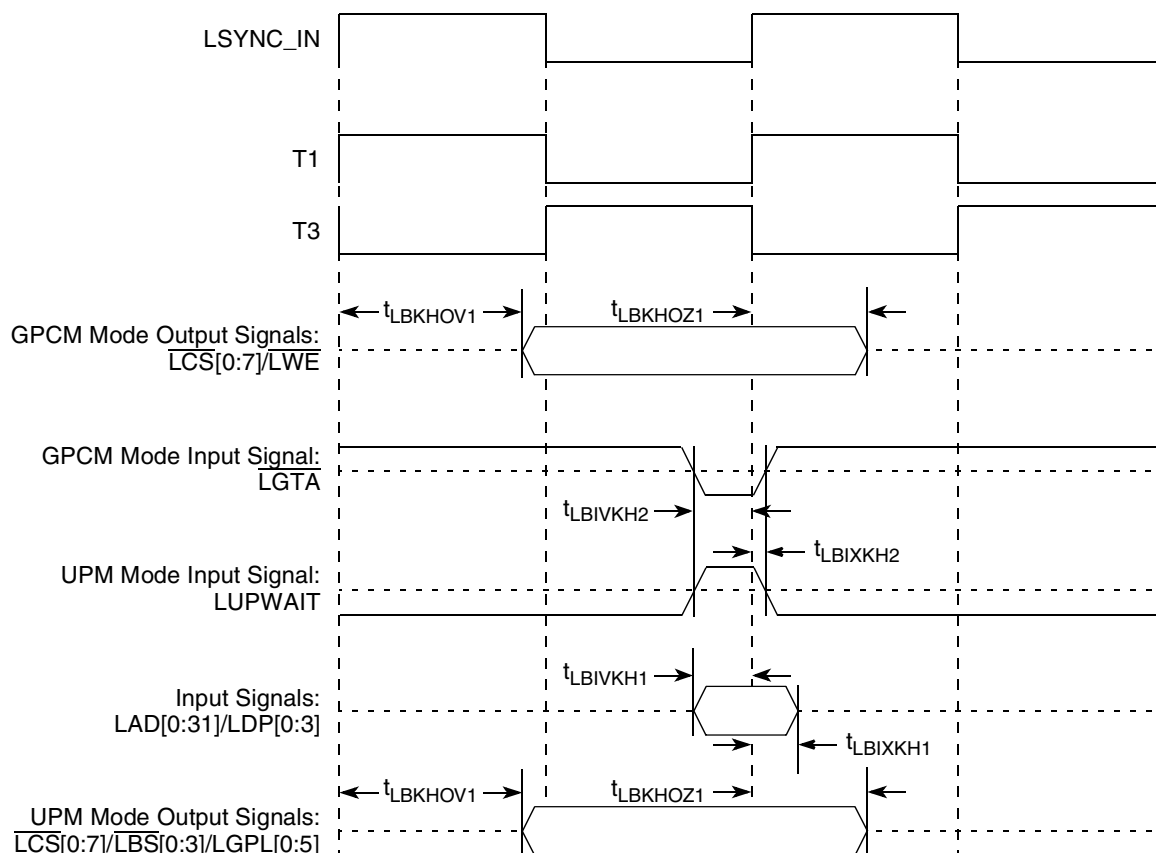 LSYNC_IN
T1
T3
tLBKHOV1
tLBKHOZ1
GPCM Mode Output Signals:
LCS[0:7]/LWE
GPCM Mode Input Signal:
LGTA
tLBIVKH2
tLBIXKH2
UPM Mode Input Signal:
LUPWAIT
tLBIVKH1
Input Signals:
LAD[0:31]/LDP[0:3]
tLBIXKH1
tLBKHOV1
tLBKHOZ1
UPM Mode Output Signals:
LCS[0:7]/LBS[0:3]/LGPL[0:5]